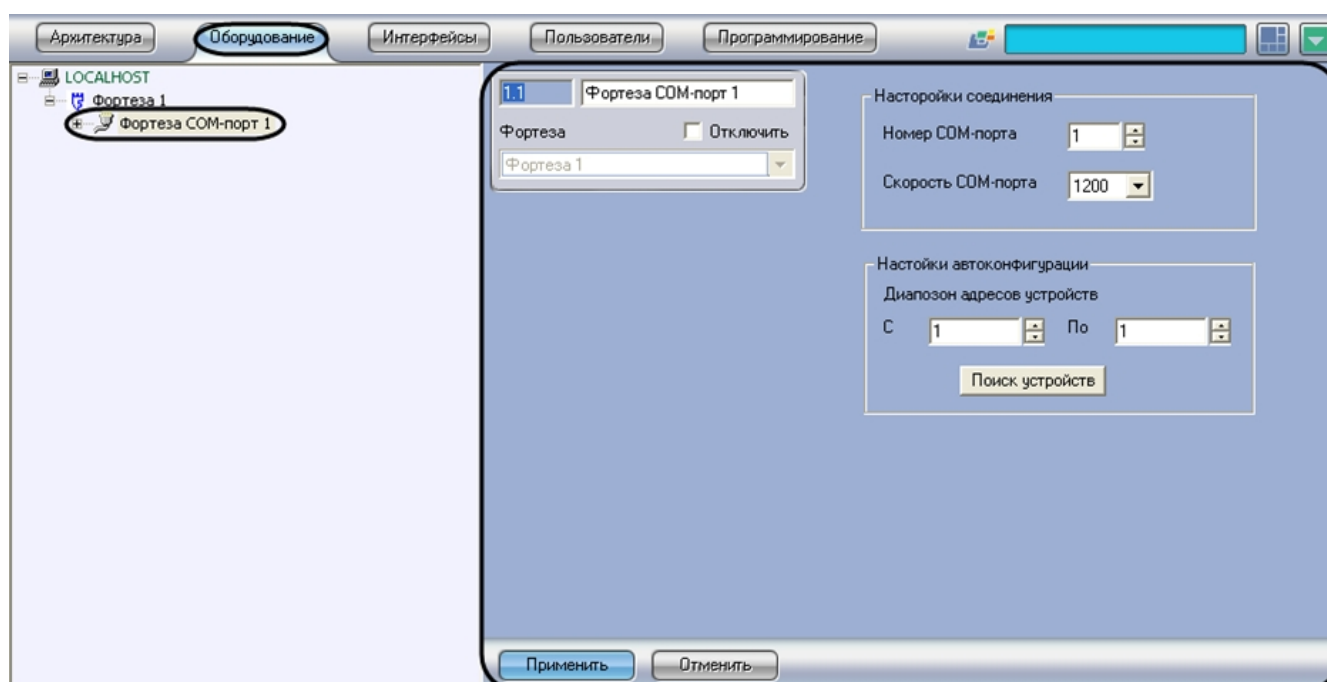 Архитектура Оборудование Интерфейсы Пользователи Программирование
LOCALHOST
Фортеза 1
Фортеза COM-порт 1
1.1 Фортеза COM-порт 1
Фортеза Отключить
Фортеза 1
Насторойки соединения
Номер COM-порта 1
Скорость COM-порта 1200
Настойки автоконфигурации
Диапозон адресов устройств
С 1 По 1
Поиск устройств
Применить Отменить